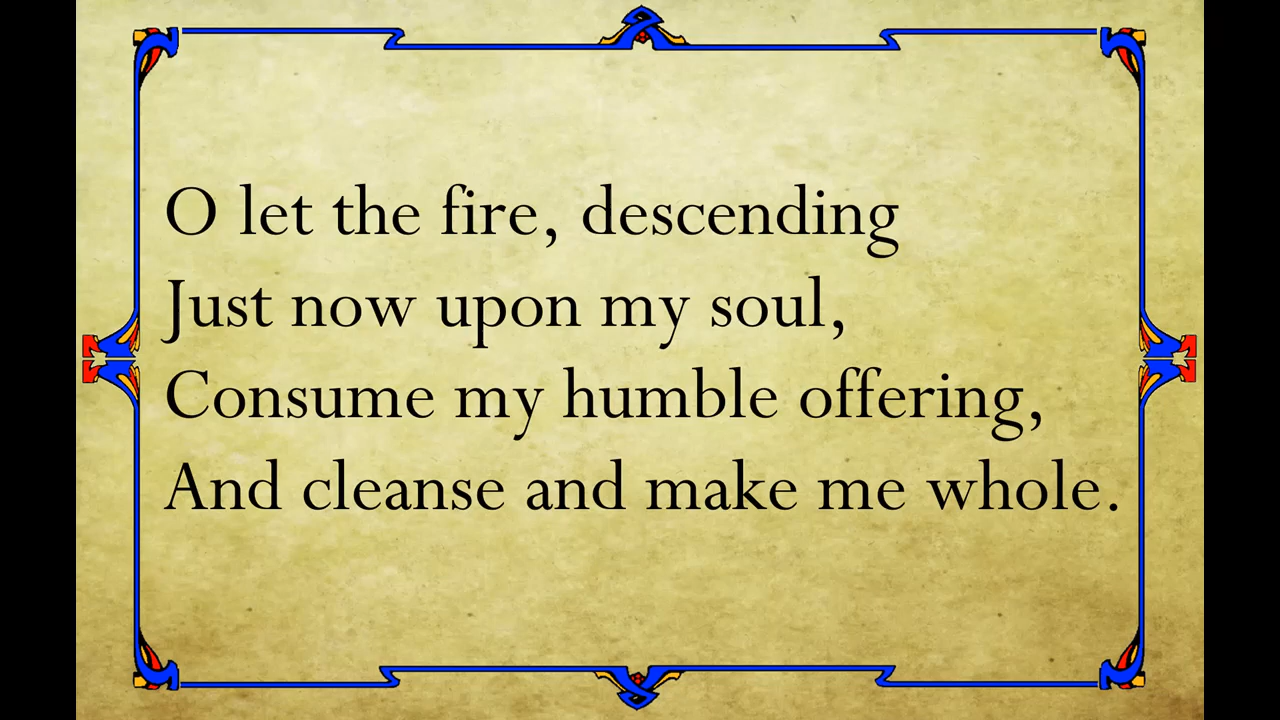 O let the fire, descending
Just now upon my soul,
Consume my humble offering,
And cleanse and make me whole.